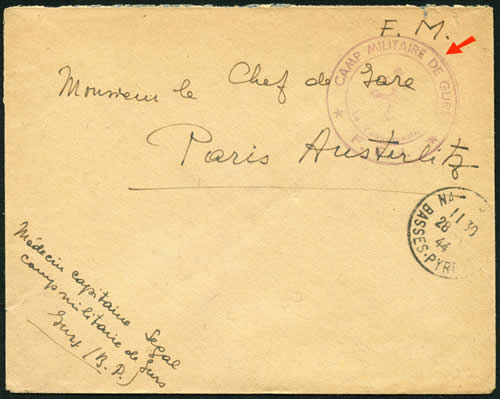 F. M.
CAMP MILITAIRE DE GURS
Monsieur le Chef de Gare
Paris Austerlitz
11 30
28
44
BASSES-PYR
Médecin capitaine Segal
camp militaire de Gurs
Gurs (B.P.)